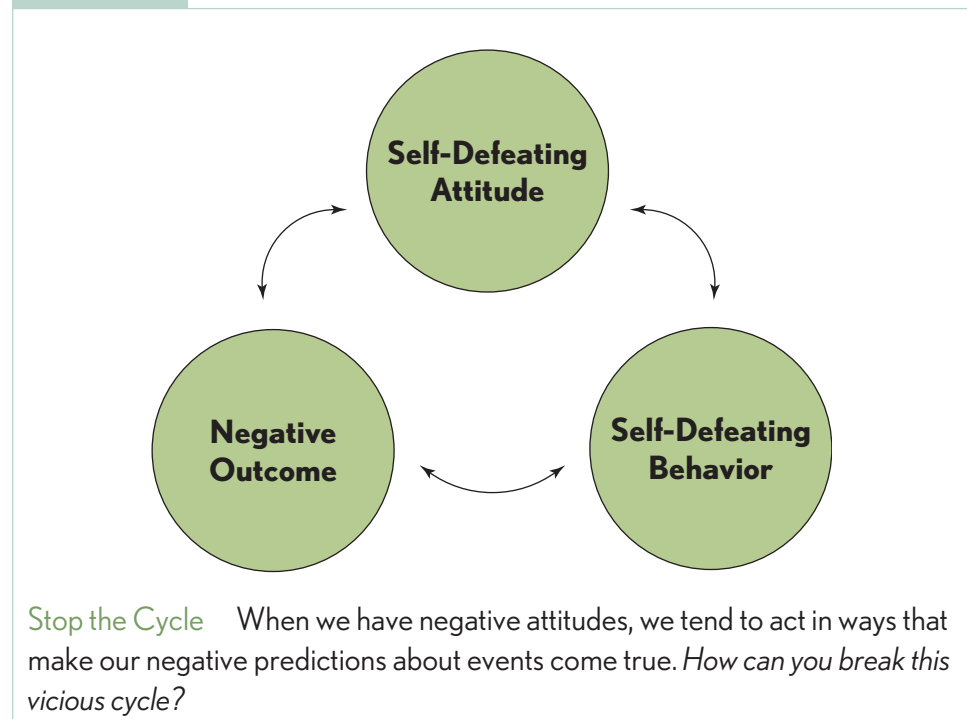 Self-Defeating
Attitude
Negative
Outcome
Self-Defeating
Behavior
Stop the Cycle When we have negative attitudes, we tend to act in ways that
make our negative predictions about events come true. How can you break this
vicious cycle?